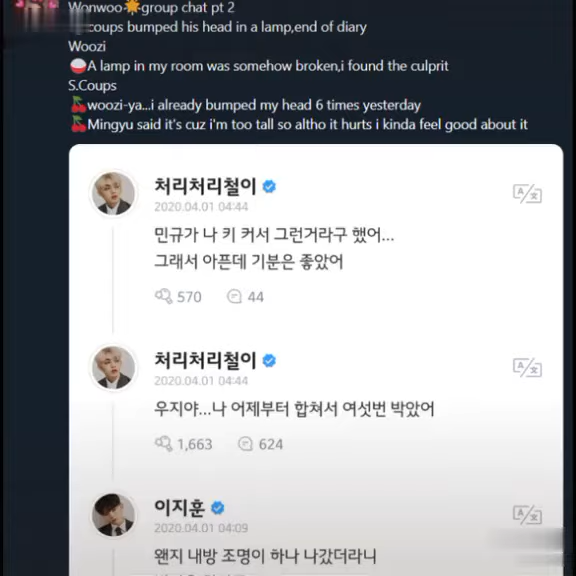 Wonwoo group chat pt 2
coups bumped his head in a lamp,end of diary
Woozi
🍚A lamp in my room was somehow broken,i found the culprit
S.Coups
🍒woozi-ya...i already bumped my head 6 times yesterday
🍒Mingyu said it's cuz i'm too tall so altho it hurts i kinda feel good about it
처리처리철이
2020.04.01 04:44
민규가 나 키 커서 그런거라구 했어...
그래서 아픈데 기분은 좋았어
570 44
처리처리철이
2020.04.01 04:44
우지야...나 어제부터 합쳐서 여섯번 박았어
1,663 624
이지훈
2020.04.01 04:09
왠지 내방 조명이 하나 나갔더라니